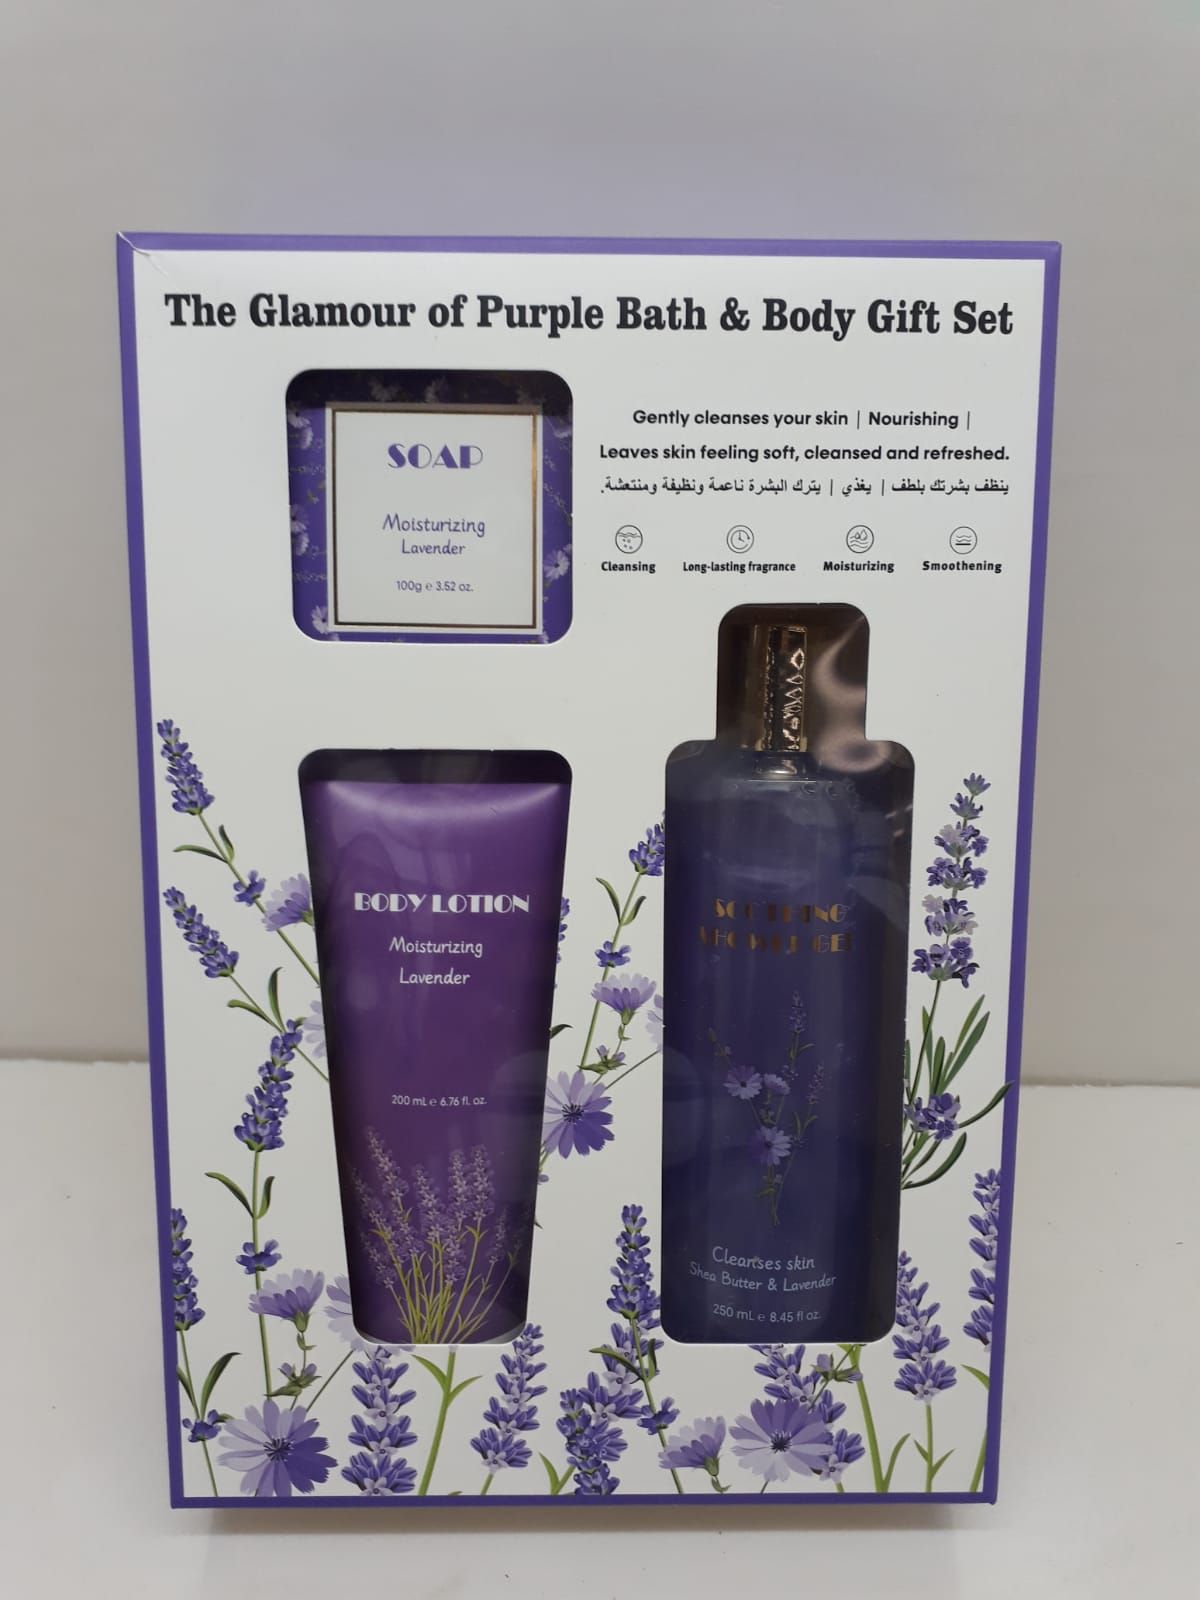 The Glamour of Purple Bath & Body Gift Set
SOAP
Moisturizing
Lavender
100g e 3.52 oz.
Gently cleanses your skin | Nourishing |
Leaves skin feeling soft, cleansed and refreshed.
ينظف بشرتك بلطف | يغذي | يترك البشرة ناعمة ونظيفة ومنتعشة.
Cleansing
Long-lasting fragrance
Moisturizing
Smoothening
BODY LOTION
Moisturizing
Lavender
200 mL e 6.76 fl. oz.
SOOTHING
SHOWER GEL
Cleanses skin
Shea Butter & Lavender
250 mL e 8.45 fl oz.